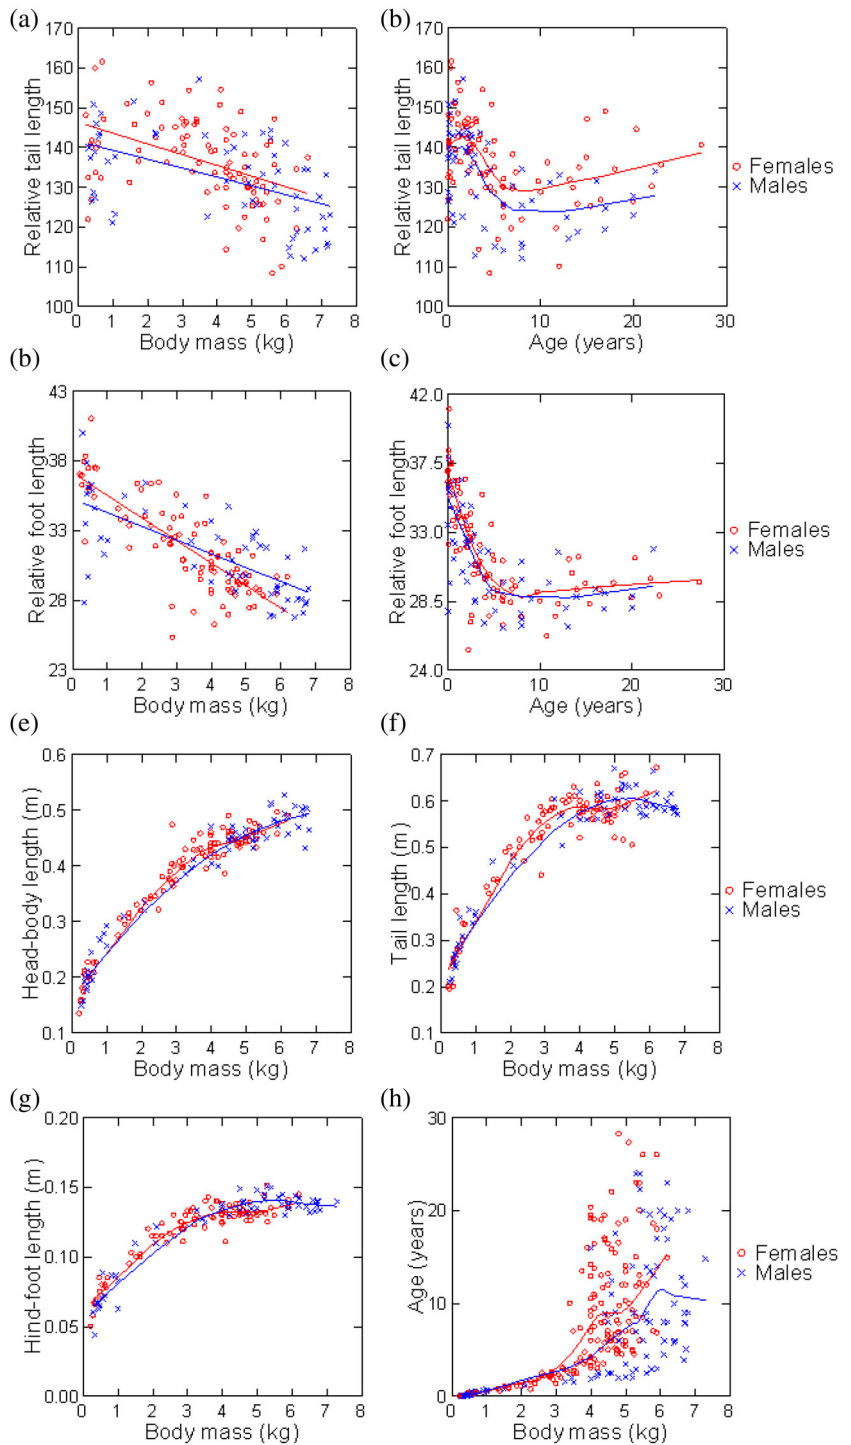 (a)
(b)
170
160
150
140
130
120
110
100
Relative tail length
0 1 2 3 4 5 6 7 8
Body mass (kg)
170
160
150
140
130
120
110
100
Relative tail length
0 10 20 30
Age (years)
Females
Males
(b)
(c)
43
38
33
28
23
Relative foot length
0 1 2 3 4 5 6 7 8
Body mass (kg)
42.0
37.5
33.0
28.5
24.0
Relative foot length
0 10 20 30
Age (years)
Females
Males
(e)
(f)
0.6
0.5
0.4
0.3
0.2
0.1
Head-body length (m)
0 1 2 3 4 5 6 7 8
Body mass (kg)
0.7
0.6
0.5
0.4
0.3
0.2
0.1
Tail length (m)
0 1 2 3 4 5 6 7 8
Body mass (kg)
Females
Males
(g)
(h)
0.20
0.15
0.10
0.05
0.00
Hind-foot length (m)
0 1 2 3 4 5 6 7 8
Body mass (kg)
30
20
10
0
Age (years)
0 1 2 3 4 5 6 7 8
Body mass (kg)
Females
Males